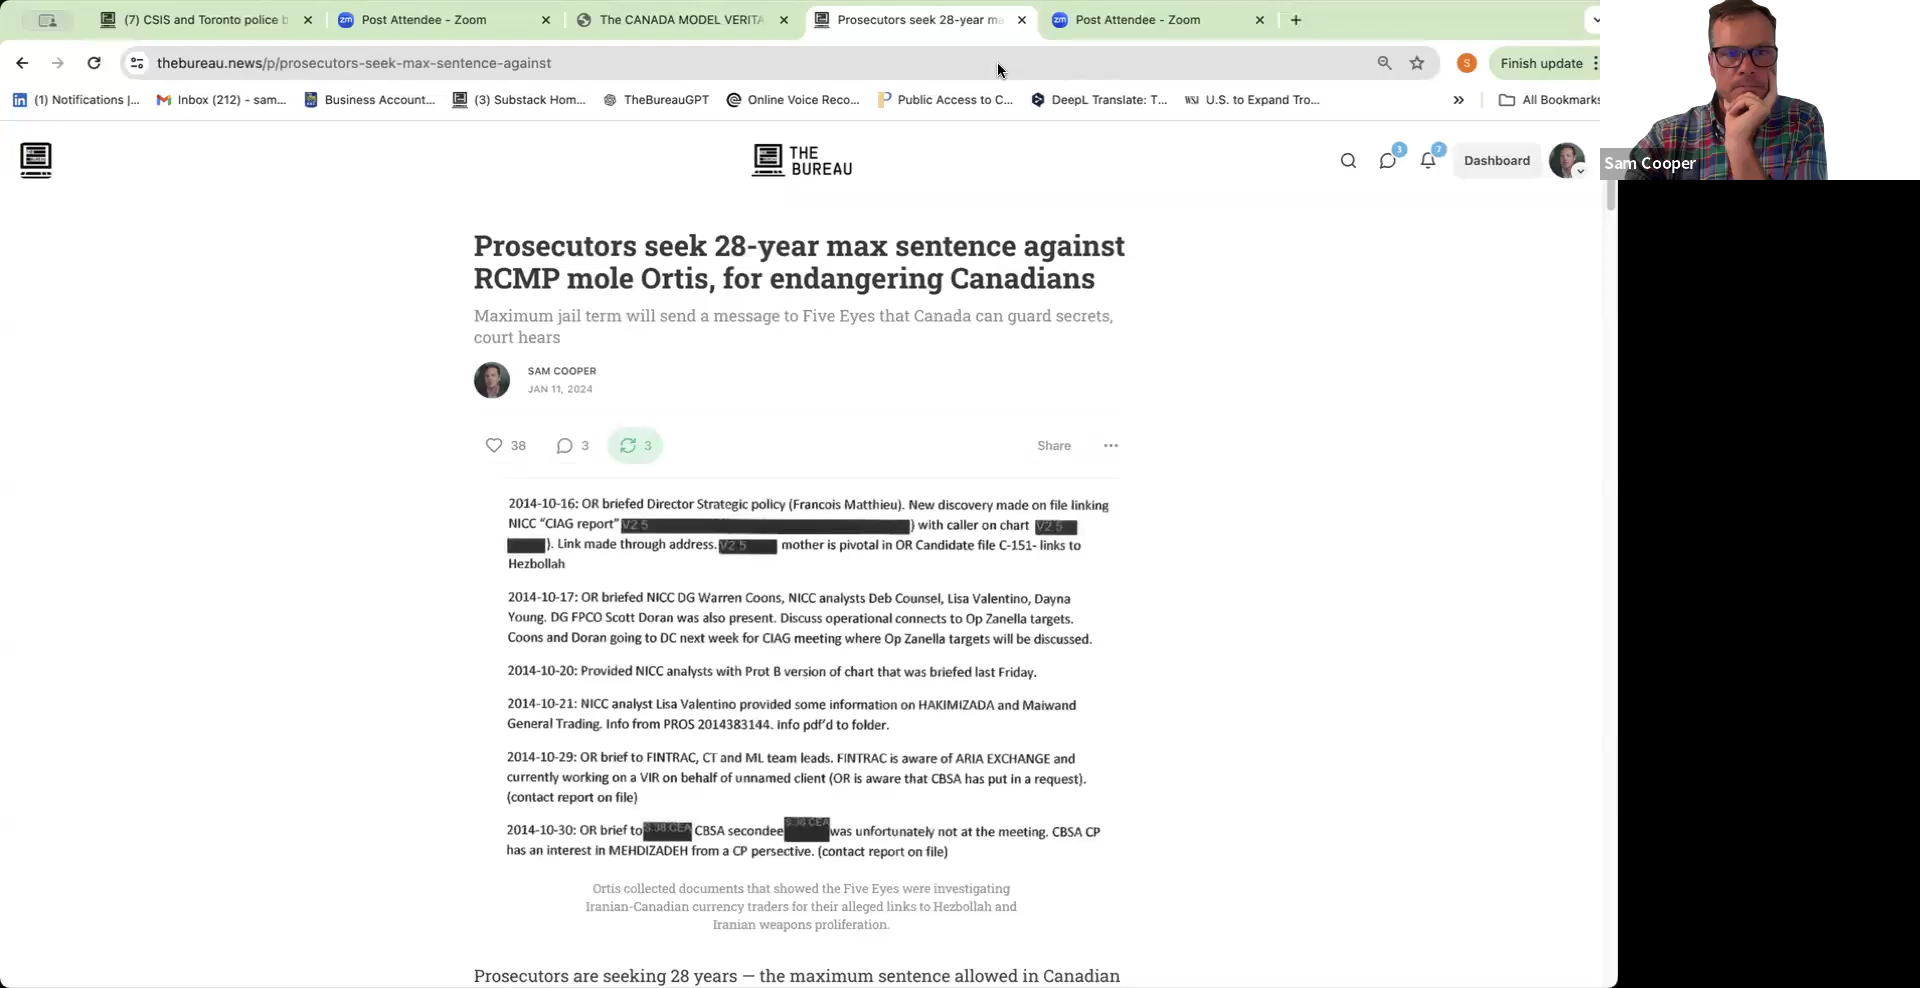 (7) CSIS and Toronto police b
Post Attendee - Zoom
The CANADA MODEL VERITA
Prosecutors seek 28-year ma
Post Attendee - Zoom
thebureau.news/p/prosecutors-seek-max-sentence-against
S
Finish update
(1) Notifications |...
Inbox (212) - sam...
Business Account...
(3) Substack Hom...
TheBureauGPT
Online Voice Reco...
Public Access to C...
DeepL Translate: T...
WSJ U.S. to Expand Tro...
All Bookmarks
Sam Cooper
THE
BUREAU
3
7
Dashboard
Prosecutors seek 28-year max sentence against
RCMP mole Ortis, for endangering Canadians
Maximum jail term will send a message to Five Eyes that Canada can guard secrets,
court hears
SAM COOPER
JAN 11, 2024
38
3
3
Share
2014-10-16: OR briefed Director Strategic policy (Francois Matthieu). New discovery made on file linking
NICC "CIAG report" V2 5 ) with caller on chart V2 5
). Link made through address. V2 5 mother is pivotal in OR Candidate file C-151- links to
Hezbollah
2014-10-17: OR briefed NICC DG Warren Coons, NICC analysts Deb Counsel, Lisa Valentino, Dayna
Young. DG FPCO Scott Doran was also present. Discuss operational connects to Op Zanella targets.
Coons and Doran going to DC next week for CIAG meeting where Op Zanella targets will be discussed.
2014-10-20: Provided NICC analysts with Prot B version of chart that was briefed last Friday.
2014-10-21: NICC analyst Lisa Valentino provided some information on HAKIMIZADA and Maiwand
General Trading. Info from PROS 2014383144. Info pdf'd to folder.
2014-10-29: OR brief to FINTRAC, CT and ML team leads. FINTRAC is aware of ARIA EXCHANGE and
currently working on a VIR on behalf of unnamed client (OR is aware that CBSA has put in a request).
(contact report on file)
2014-10-30: OR brief to S.38 CEA CBSA secondee S.38 CEA was unfortunately not at the meeting. CBSA CP
has an interest in MEHDIZADEH from a CP persective. (contact report on file)
Ortis collected documents that showed the Five Eyes were investigating
Iranian-Canadian currency traders for their alleged links to Hezbollah and
Iranian weapons proliferation.
Prosecutors are seeking 28 years — the maximum sentence allowed in Canadian